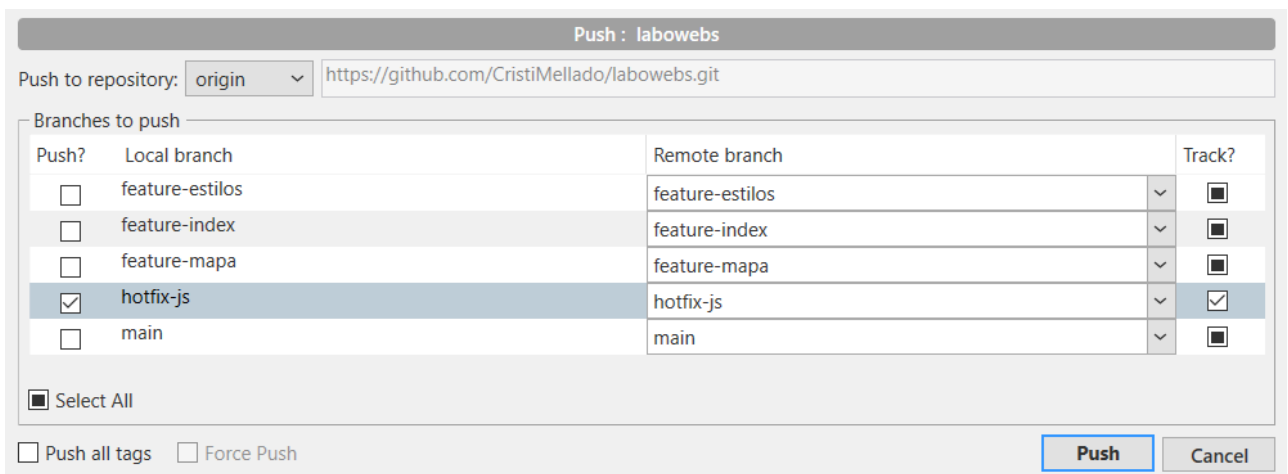 Push : labowebs
Push to repository: origin https://github.com/CristiMellado/labowebs.git
Branches to push
Push? Local branch Remote branch Track?
feature-estilos feature-estilos
feature-index feature-index
feature-mapa feature-mapa
hotfix-js hotfix-js
main main
Select All
Push all tags Force Push Push Cancel